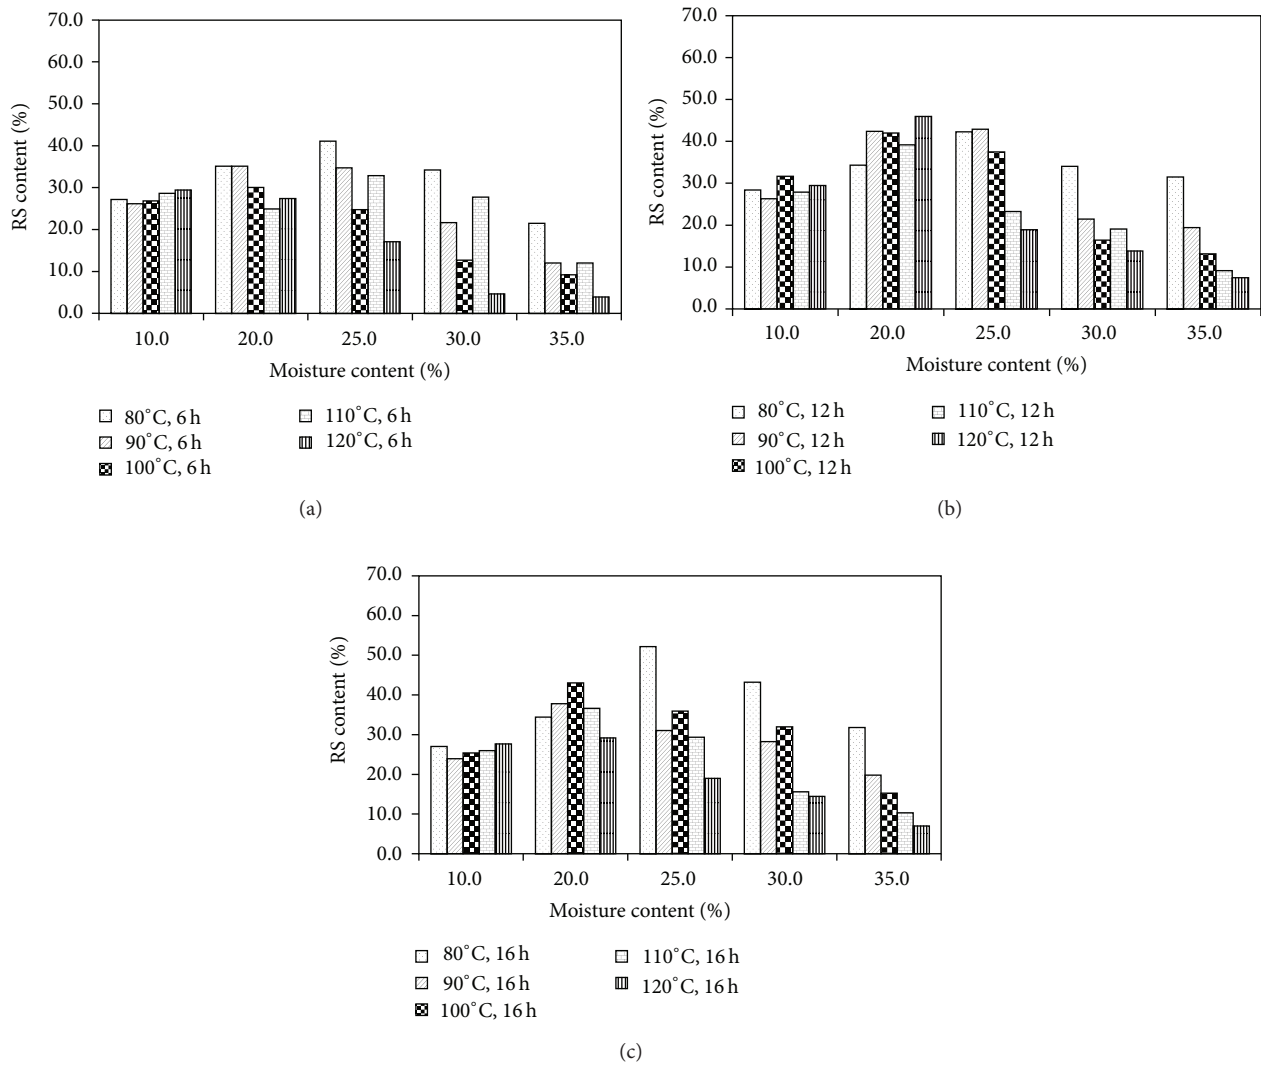 70.0
60.0
50.0
40.0
30.0
20.0
10.0
0.0
RS content (%)
10.0 20.0 25.0 30.0 35.0
Moisture content (%)
80°C, 6 h
90°C, 6 h
100°C, 6 h
110°C, 6 h
120°C, 6 h
(a)
70.0
60.0
50.0
40.0
30.0
20.0
10.0
0.0
RS content (%)
10.0 20.0 25.0 30.0 35.0
Moisture content (%)
80°C, 12 h
90°C, 12 h
100°C, 12 h
110°C, 12 h
120°C, 12 h
(b)
70.0
60.0
50.0
40.0
30.0
20.0
10.0
0.0
RS content (%)
10.0 20.0 25.0 30.0 35.0
Moisture content (%)
80°C, 16 h
90°C, 16 h
100°C, 16 h
110°C, 16 h
120°C, 16 h
(c)